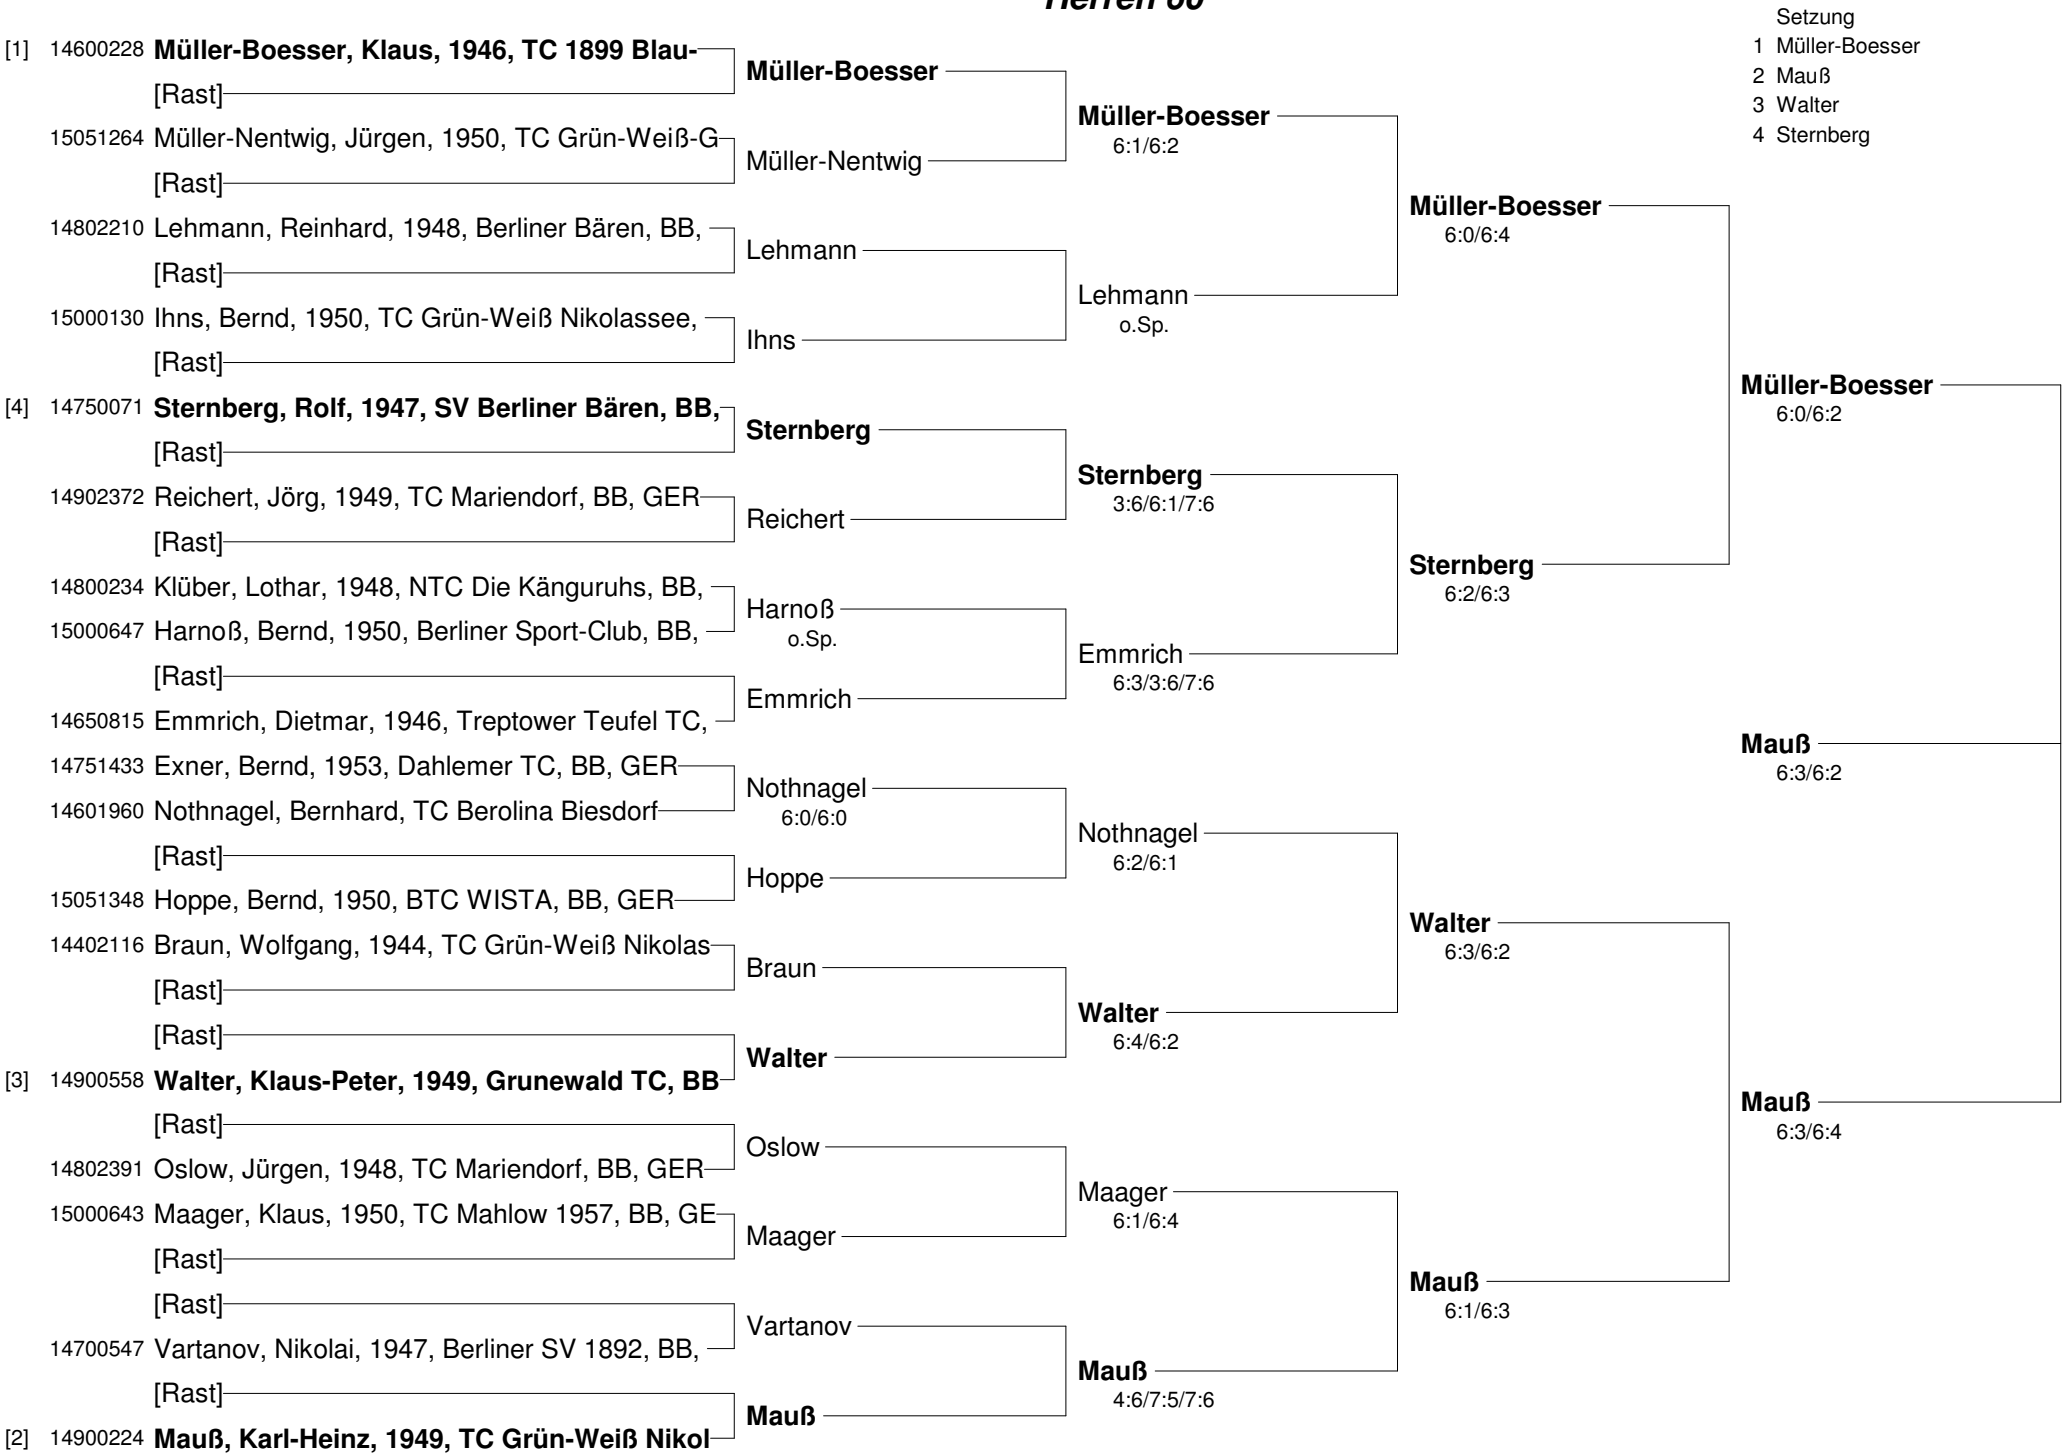 Herren 60
Setzung
1 Müller-Boesser
2 Mauß
3 Walter
4 Sternberg
[1] 14600228 Müller-Boesser, Klaus, 1946, TC 1899 Blau-
[Rast]
15051264 Müller-Nentwig, Jürgen, 1950, TC Grün-Weiß-G
[Rast]
14802210 Lehmann, Reinhard, 1948, Berliner Bären, BB,
[Rast]
15000130 Ihns, Bernd, 1950, TC Grün-Weiß Nikolassee,
[Rast]
[4] 14750071 Sternberg, Rolf, 1947, SV Berliner Bären, BB,
[Rast]
14902372 Reichert, Jörg, 1949, TC Mariendorf, BB, GER
[Rast]
14800234 Klüber, Lothar, 1948, NTC Die Känguruhs, BB,
15000647 Harnoß, Bernd, 1950, Berliner Sport-Club, BB,
[Rast]
14650815 Emmrich, Dietmar, 1946, Treptower Teufel TC,
14751433 Exner, Bernd, 1953, Dahlemer TC, BB, GER
14601960 Nothnagel, Bernhard, TC Berolina Biesdorf
[Rast]
15051348 Hoppe, Bernd, 1950, BTC WISTA, BB, GER
14402116 Braun, Wolfgang, 1944, TC Grün-Weiß Nikolas
[Rast]
[Rast]
[3] 14900558 Walter, Klaus-Peter, 1949, Grunewald TC, BB
[Rast]
14802391 Oslow, Jürgen, 1948, TC Mariendorf, BB, GER
15000643 Maager, Klaus, 1950, TC Mahlow 1957, BB, GE
[Rast]
[Rast]
14700547 Vartanov, Nikolai, 1947, Berliner SV 1892, BB,
[Rast]
[2] 14900224 Mauß, Karl-Heinz, 1949, TC Grün-Weiß Nikol
Müller-Boesser
Müller-Nentwig
Lehmann
Ihns
Sternberg
Reichert
Harnoß
o.Sp.
Emmrich
Nothnagel
6:0/6:0
Hoppe
Braun
Walter
Oslow
Maager
Vartanov
Mauß
Müller-Boesser
6:1/6:2
Lehmann
o.Sp.
Sternberg
3:6/6:1/7:6
Emmrich
6:3/3:6/7:6
Nothnagel
6:2/6:1
Walter
6:4/6:2
Maager
6:1/6:4
Mauß
4:6/7:5/7:6
Müller-Boesser
6:0/6:4
Sternberg
6:2/6:3
Walter
6:3/6:2
Mauß
6:1/6:3
Müller-Boesser
6:0/6:2
Mauß
6:3/6:2
Mauß
6:3/6:4